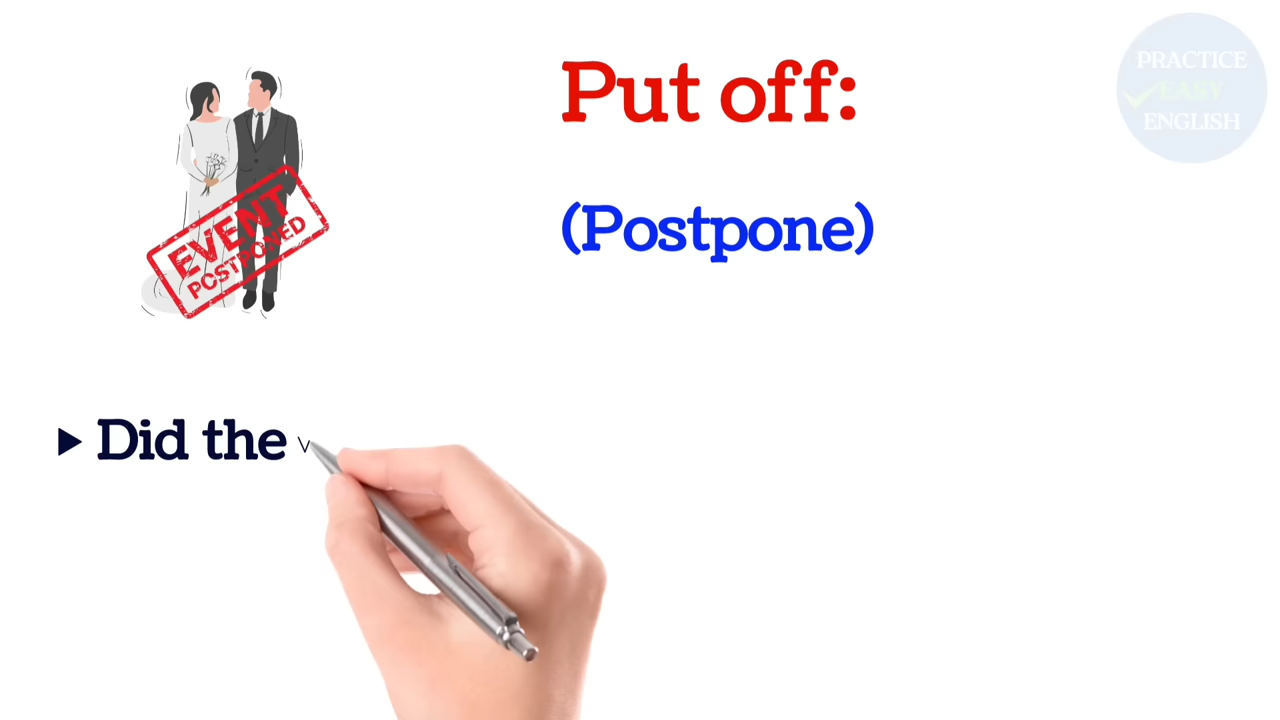 Put off:
PRACTICE
EASY
ENGLISH
(Postpone)
EVENT
POSTPONED
▶ Did the